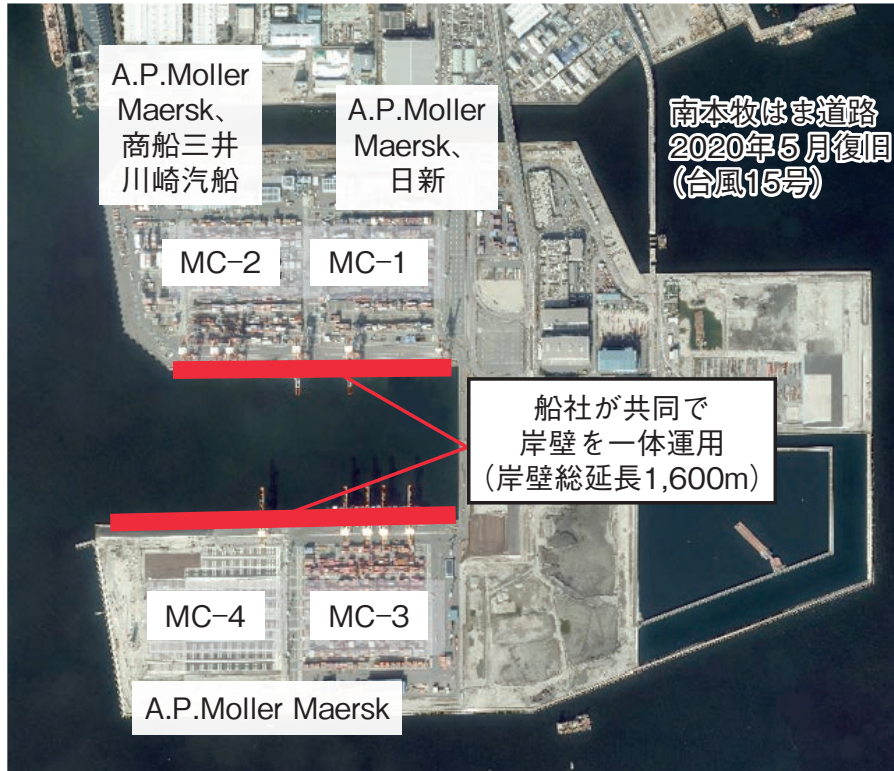 A.P.Moller
Maersk、
商船三井
川崎汽船
A.P.Moller
Maersk、
日新
南本牧はま道路
2020年5月復旧
（台風15号）
MC−2
MC−1
船社が共同で
岸壁を一体運用
（岸壁総延長1,600m）
MC−4
MC−3
A.P.Moller Maersk